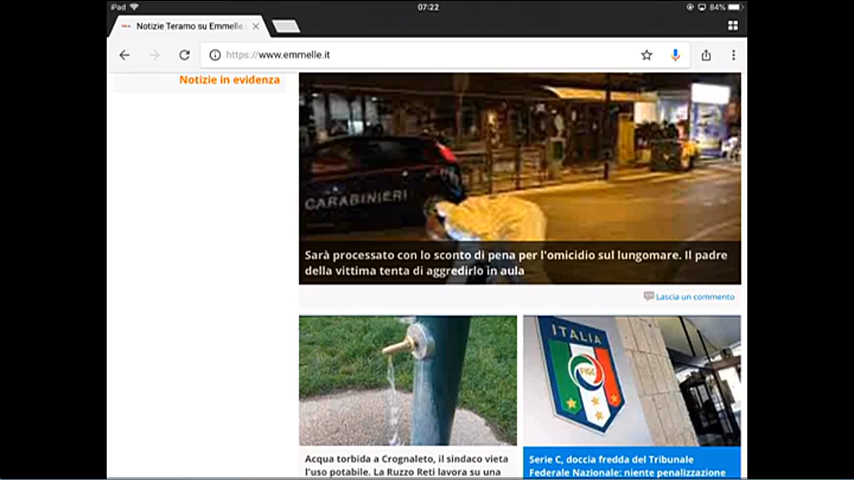 iPad
07:22
84%
Notizie Teramo su Emmelle
https://www.emmelle.it
Notizie in evidenza
CARABINIERI
Sarà processato con lo sconto di pena per l'omicidio sul lungomare. Il padre
della vittima tenta di aggredirlo in aula
Lascia un commento
ITALIA
FIGC
Acqua torbida a Crognaleto, il sindaco vieta
l'uso potabile. La Ruzzo Reti lavora su una
Serie C, doccia fredda del Tribunale
Federale Nazionale: niente penalizzazione